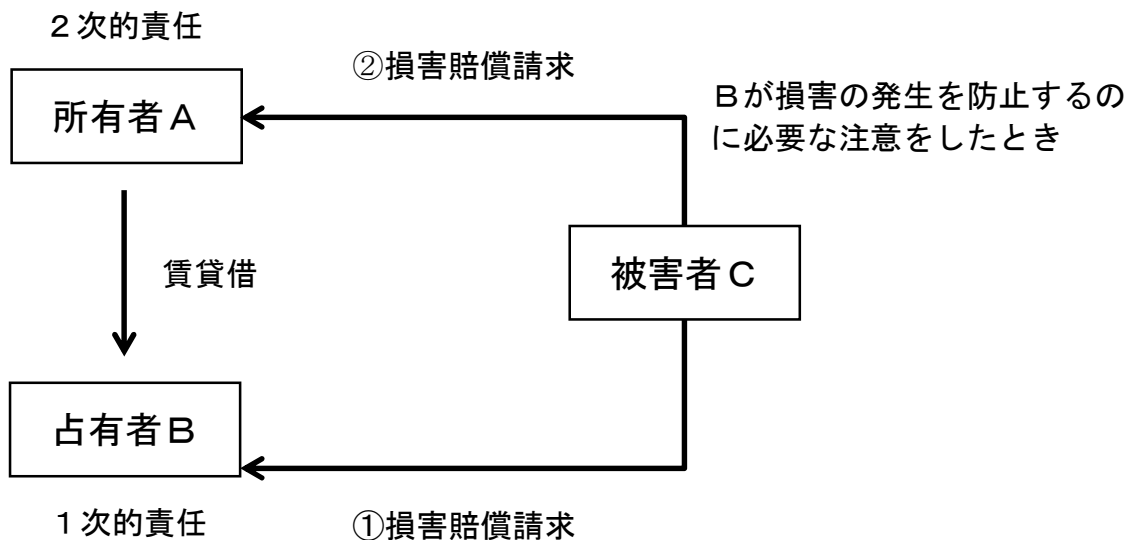 ２次的責任
②損害賠償請求
所有者Ａ
Ｂが損害の発生を防止するの
に必要な注意をしたとき
賃貸借
被害者Ｃ
占有者Ｂ
１次的責任
①損害賠償請求